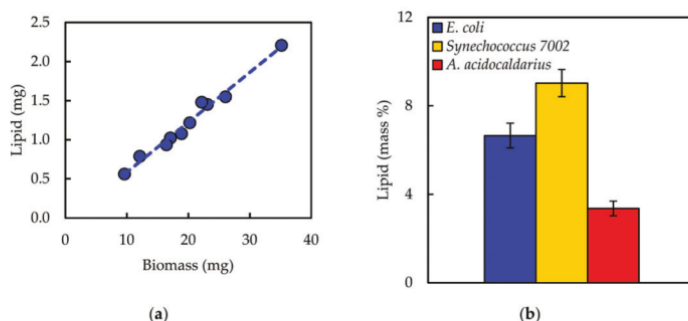 2.5
2.0
1.5
1.0
0.5
0.0
Lipid (mg)
0 10 20 30 40
Biomass (mg)
(a)
12
8
4
0
Lipid (mass %)
E. coli
Synechococcus 7002
A. acidocaldarius
(b)